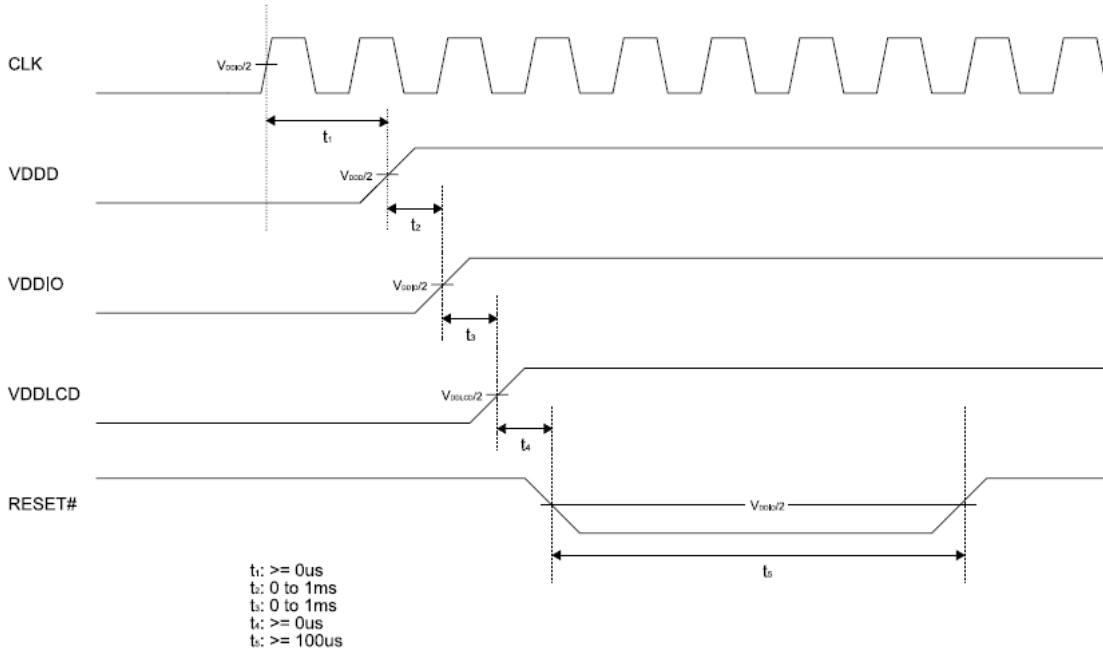 CLK
VDDIO/2
t1
VDDD
VDDD/2
t2
VDDIO
VDDIO/2
t3
VDDLCD
VDDLCD/2
t4
RESET#
VDDIO/2
t5
t1: >= 0us
t2: 0 to 1ms
t3: 0 to 1ms
t4: >= 0us
t5: >= 100us